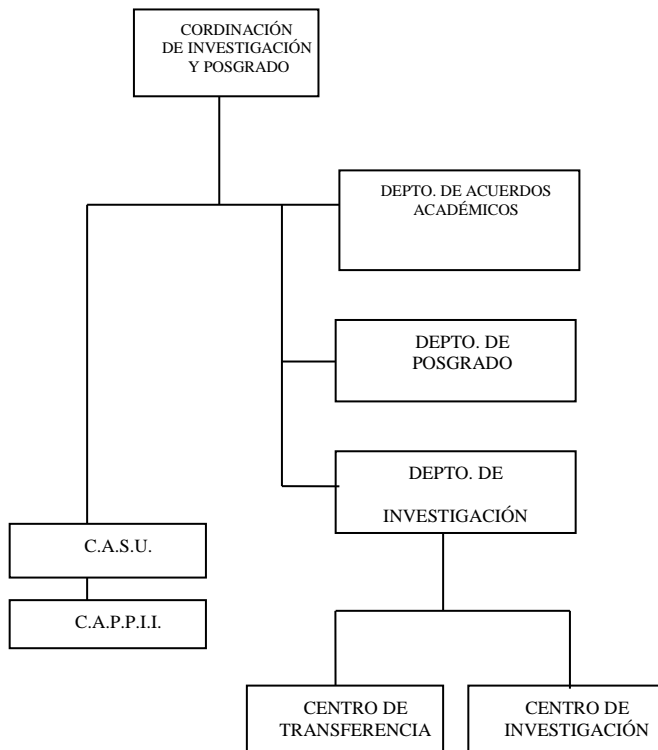 CORDINACIÓN
DE INVESTIGACIÓN
Y POSGRADO
DEPTO. DE ACUERDOS
ACADÉMICOS
DEPTO. DE
POSGRADO
DEPTO. DE
INVESTIGACIÓN
C.A.S.U.
C.A.P.P.I.I.
CENTRO DE
TRANSFERENCIA
CENTRO DE
INVESTIGACIÓN